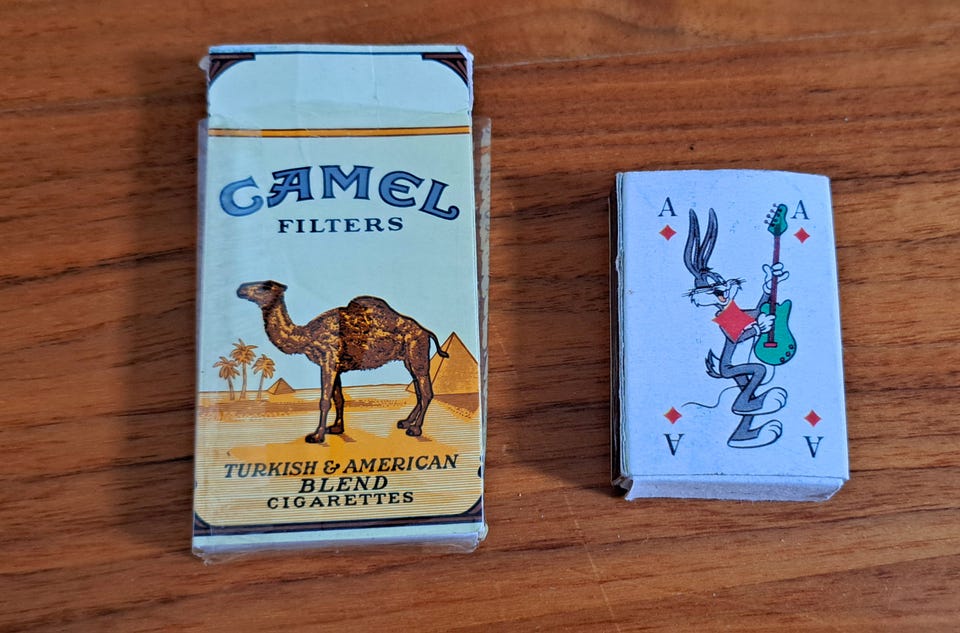 CAMEL
FILTERS
TURKISH & AMERICAN
BLEND
CIGARETTES
A A
A A